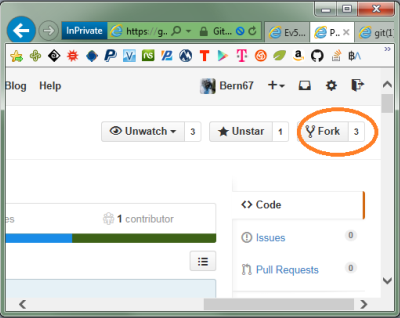 InPrivate https://g... Git... Ev5... P... git(1
Blog Help Bern67
Unwatch 3 Unstar 1 Fork 3
es 1 contributor
Code
Issues 0
Pull Requests 0